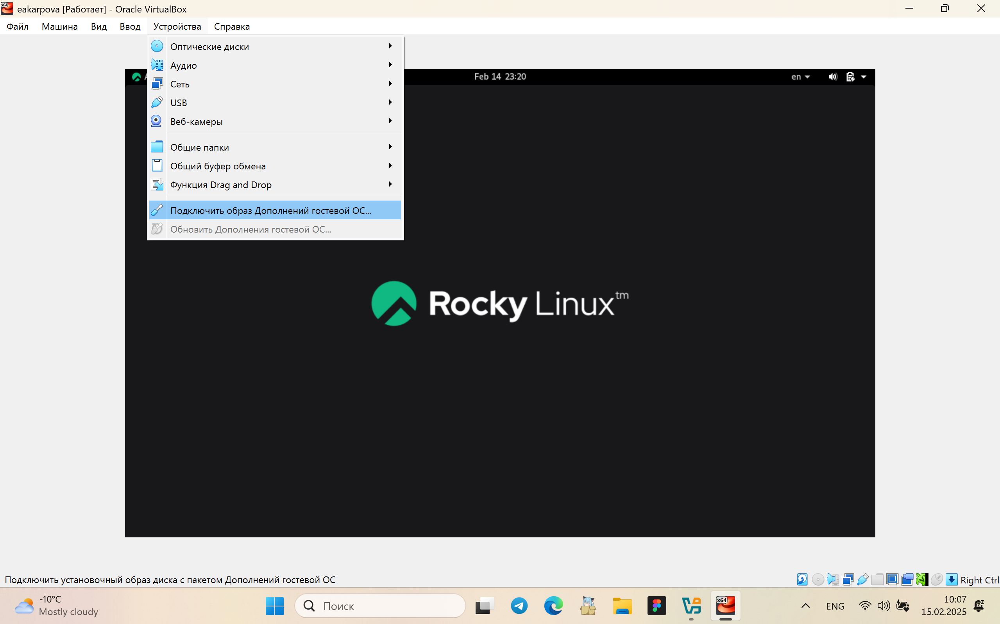 eakarpova [Работает] - Oracle VirtualBox
Файл Машина Вид Ввод Устройства Справка
Оптические диски
Аудио
Сеть
USB
Веб-камеры
Общие папки
Общий буфер обмена
Функция Drag and Drop
Подключить образ Дополнений гостевой ОС...
Обновить Дополнения гостевой ОС...
Feb 14 23:20
en
Rocky Linux™
Подключить установочный образ диска с пакетом Дополнений гостевой ОС
Right Ctrl
-10°C
Mostly cloudy
Поиск
x64
ENG
10:07
15.02.2025